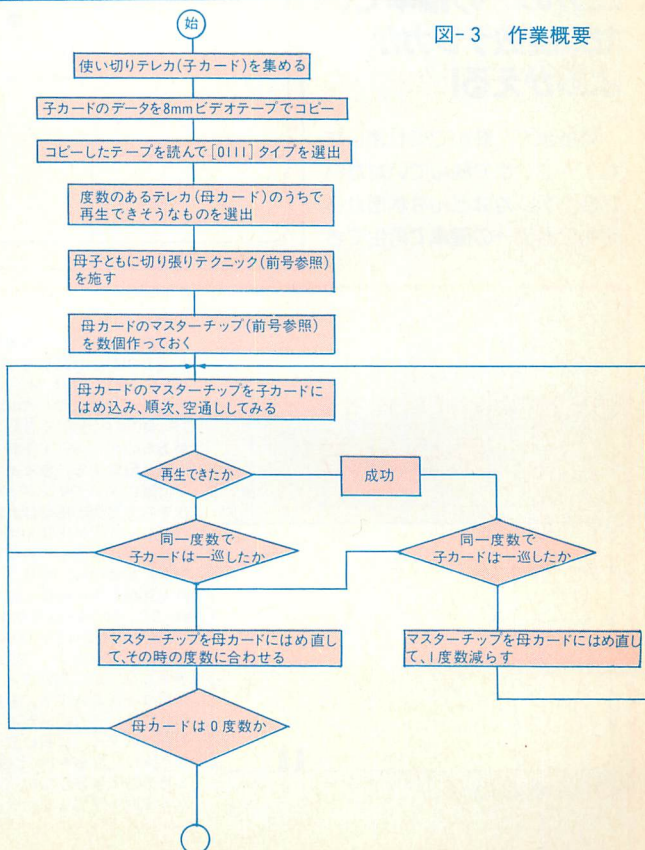 図-3 作業概要
始
使い切りテレカ(子カード)を集める
子カードのデータを8mmビデオテープでコピー
コピーしたテープを読んで[0111]タイプを選出
度数のあるテレカ(母カード)のうちで
再生できそうなものを選出
母子ともに切り張りテクニック(前号参照)
を施す
母カードのマスターチップ(前号参照)
を数個作っておく
母カードのマスターチップを子カードに
はめ込み、順次、空通ししてみる
再生できたか
成功
同一度数で
子カードは一巡したか
同一度数で
子カードは一巡したか
マスターチップを母カードにはめ直し
て、その時の度数に合わせる
マスターチップを母カードにはめ直し
て、1度数減らす
母カードは0度数か